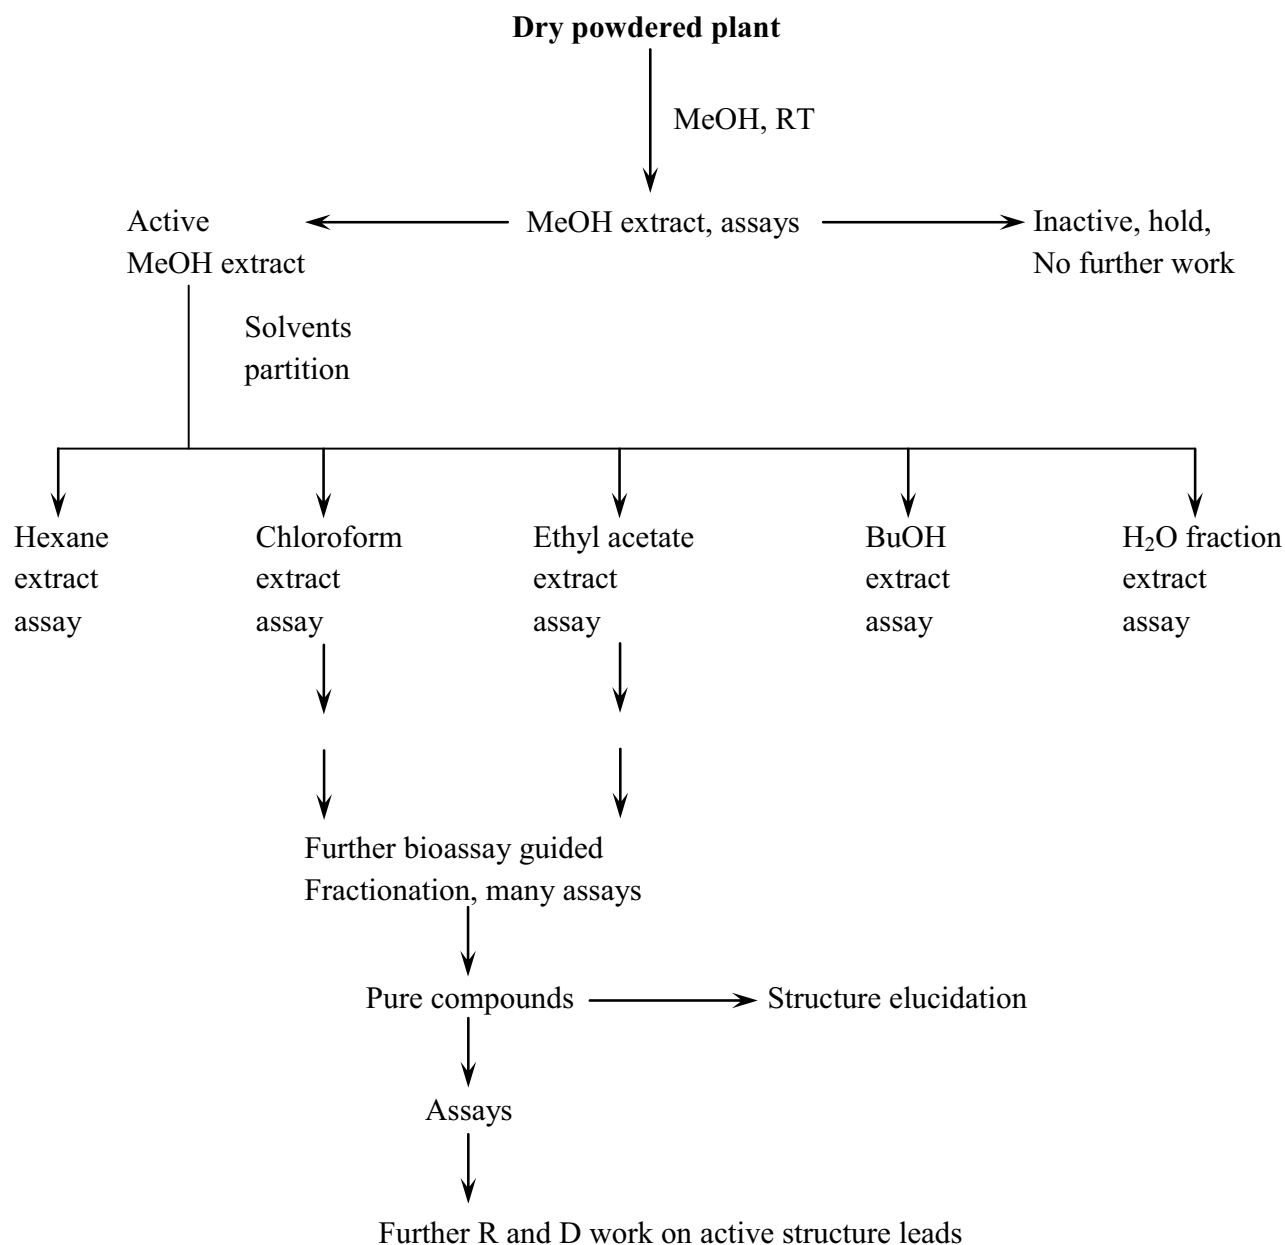 Dry powdered plant
MeOH, RT
Active
MeOH extract
MeOH extract, assays
Inactive, hold,
No further work
Solvents
partition
Hexane
extract
assay
Chloroform
extract
assay
Ethyl acetate
extract
assay
BuOH
extract
assay
H₂O fraction
extract
assay
Further bioassay guided
Fractionation, many assays
Pure compounds
Structure elucidation
Assays
Further R and D work on active structure leads